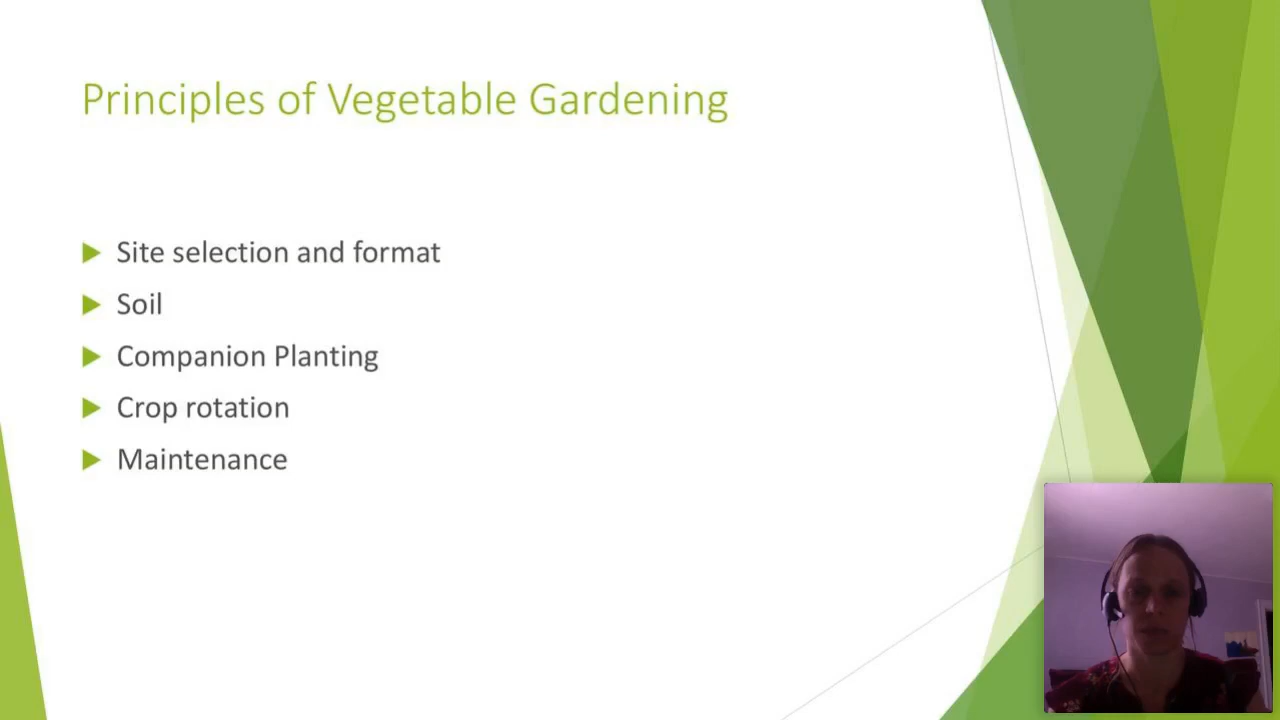 Principles of Vegetable Gardening
Site selection and format
Soil
Companion Planting
Crop rotation
Maintenance